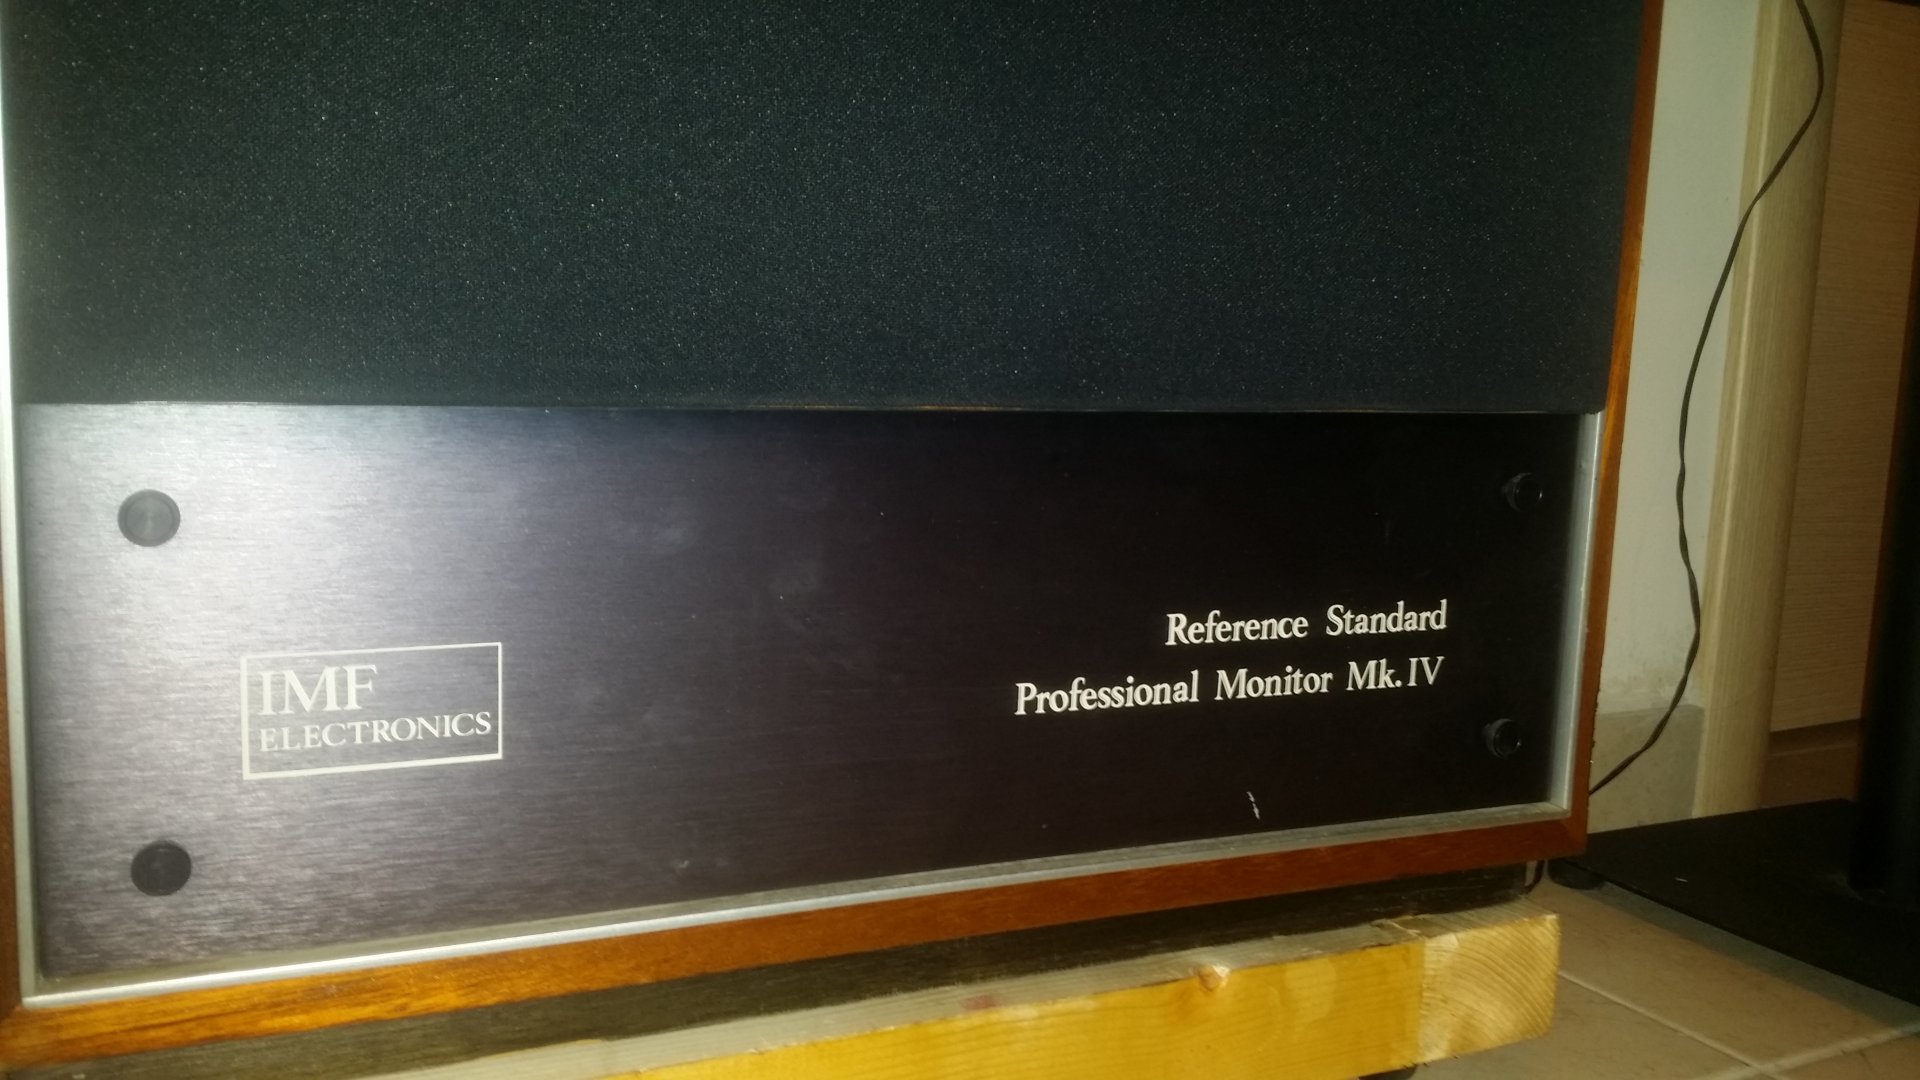 IMF
ELECTRONICS
Reference Standard
Professional Monitor Mk.IV